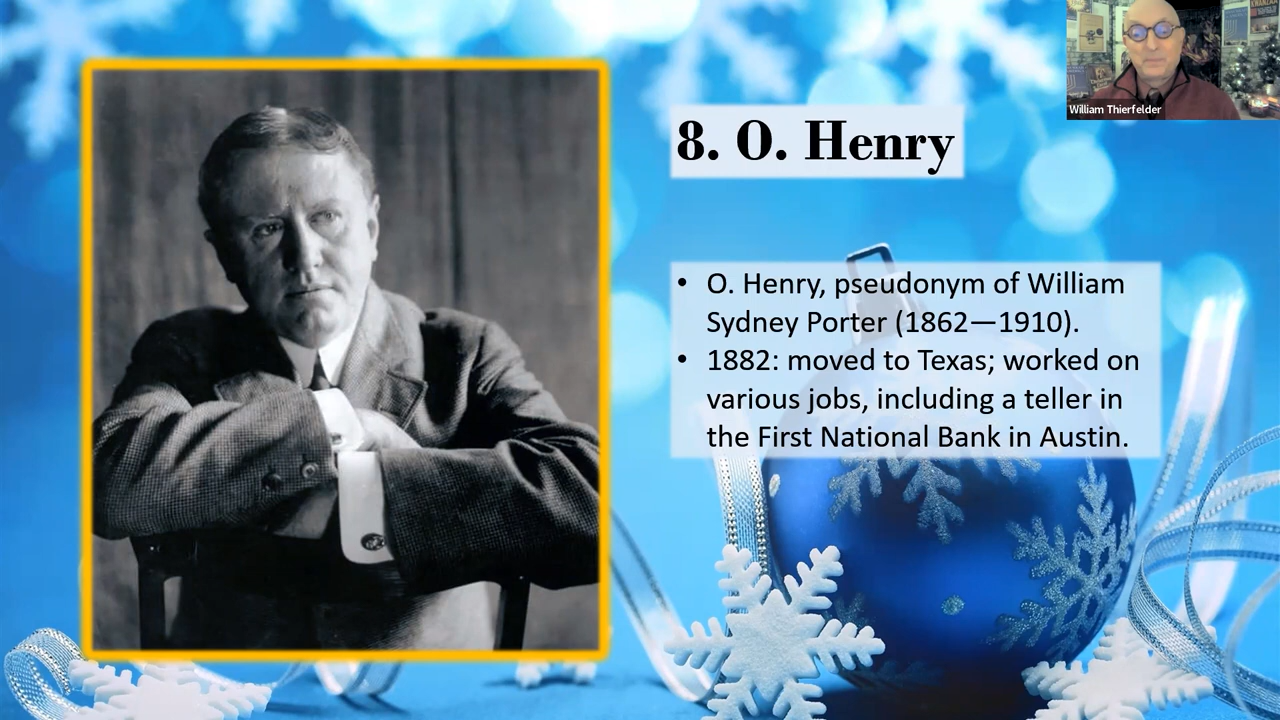 William Thierfelder
8. O. Henry
• O. Henry, pseudonym of William
Sydney Porter (1862—1910).
• 1882: moved to Texas; worked on
various jobs, including a teller in
the First National Bank in Austin.